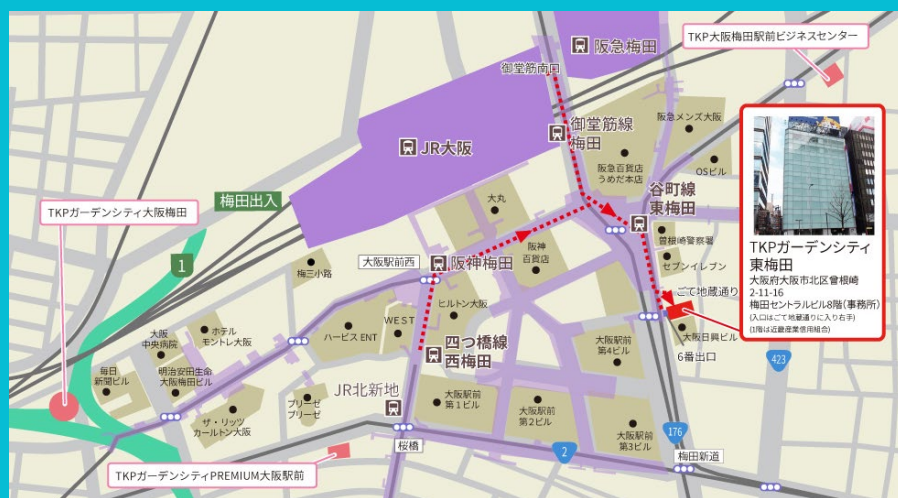 阪急梅田
TKP大阪梅田駅前ビジネスセンター
御堂筋南口
御堂筋線
梅田
阪急メンズ大阪
JR大阪
阪急百貨店
うめだ本店
OSビル
梅田出入
谷町線
東梅田
TKPガーデンシティ大阪梅田
大丸
曽根崎警察署
1
大阪駅前西
阪神梅田
阪神
百貨店
セブンイレブン
TKPガーデンシティ
東梅田
大阪府大阪市北区曾根崎
2-11-16
梅田セントラルビル8階(事務所)
(入口はごて地蔵通りに入り右手)
(1階は近畿産業信用組合)
梅三小路
ごて地蔵通り
ヒルトン大阪
WEST
ハービス ENT
ホテル
モントレ大阪
大阪
中央病院
四つ橋線
西梅田
大阪駅前
第4ビル
大阪日興ビル
6番出口
423
毎日
新聞ビル
明治安田生命
大阪梅田ビル
JR北新地
ブリーゼ
ブリーゼ
大阪駅前
第1ビル
大阪駅前
第2ビル
ザ・リッツ
カールトン大阪
大阪駅前
第3ビル
176
桜橋
2
梅田新道
TKPガーデンシティPREMIUM大阪駅前